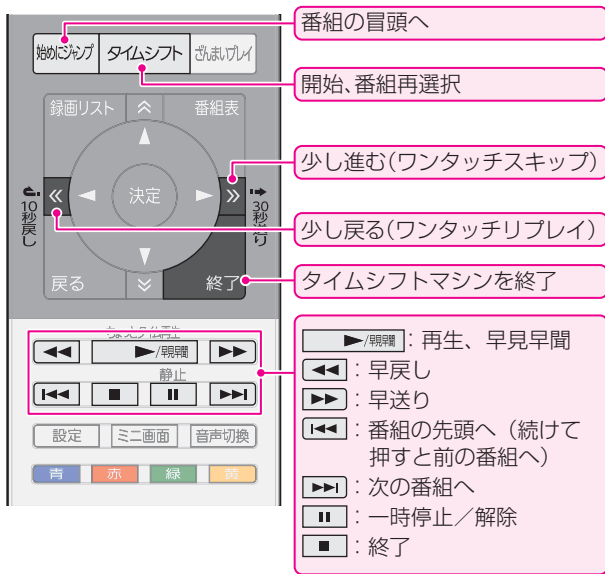 番組の冒頭へ
始めにジャンプ タイムシフト ざんまいプレイ
開始、番組再選択
録画リスト 番組表
少し進む(ワンタッチスキップ)
10秒戻し 決定 30秒送り
少し戻る(ワンタッチリプレイ)
戻る 終了
タイムシフトマシンを終了
▶/早見早聞
静止
▶/早見早聞:再生、早見早聞
◀◀:早戻し
▶▶:早送り
⏮:番組の先頭へ(続けて
押すと前の番組へ)
▶▶|:次の番組へ
⏸:一時停止/解除
■:終了
設定 ミニ画面 音声切換
青 赤 緑 黄